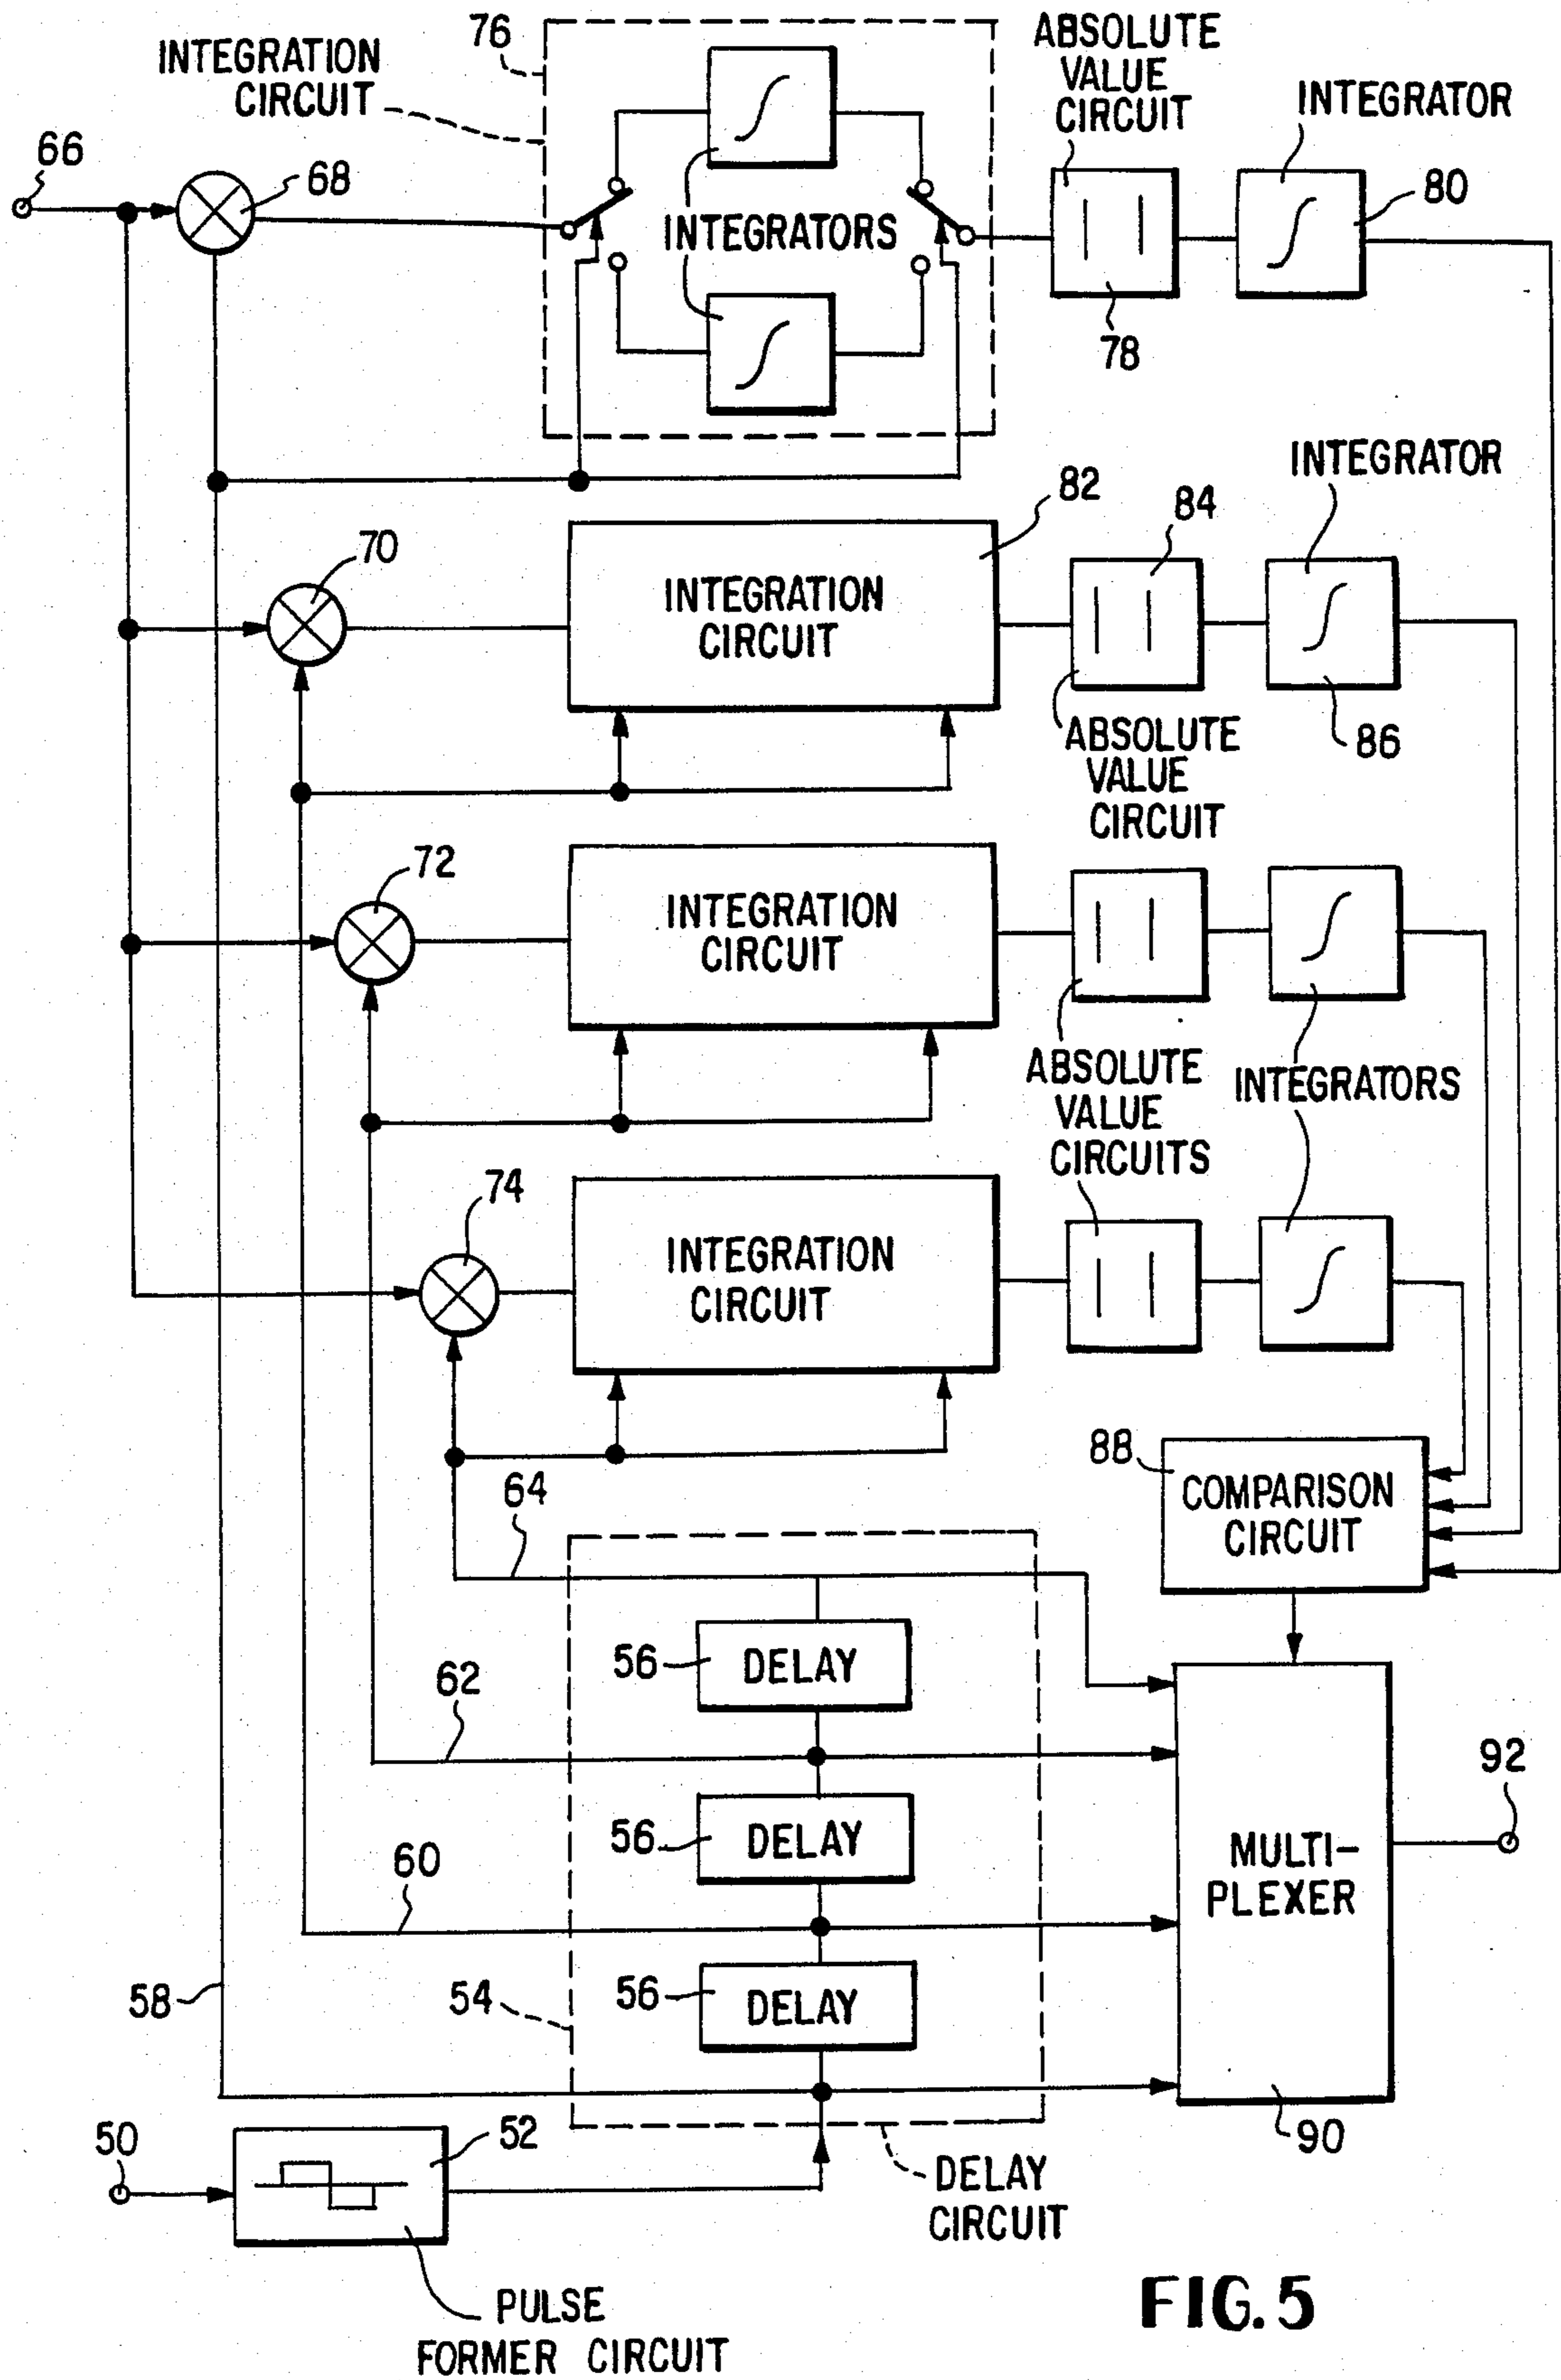 76
INTEGRATION
CIRCUIT
ABSOLUTE
VALUE
CIRCUIT
INTEGRATOR
66
68
INTEGRATORS
80
78
INTEGRATOR
82
84
70
INTEGRATION
CIRCUIT
ABSOLUTE
VALUE
CIRCUIT
86
72
INTEGRATION
CIRCUIT
ABSOLUTE
VALUE
CIRCUITS
INTEGRATORS
74
INTEGRATION
CIRCUIT
88
COMPARISON
CIRCUIT
64
56
DELAY
62
92
56
DELAY
MULTI-
PLEXER
60
58
54
56
DELAY
50
52
90
DELAY
CIRCUIT
PULSE
FORMER CIRCUIT
FIG. 5